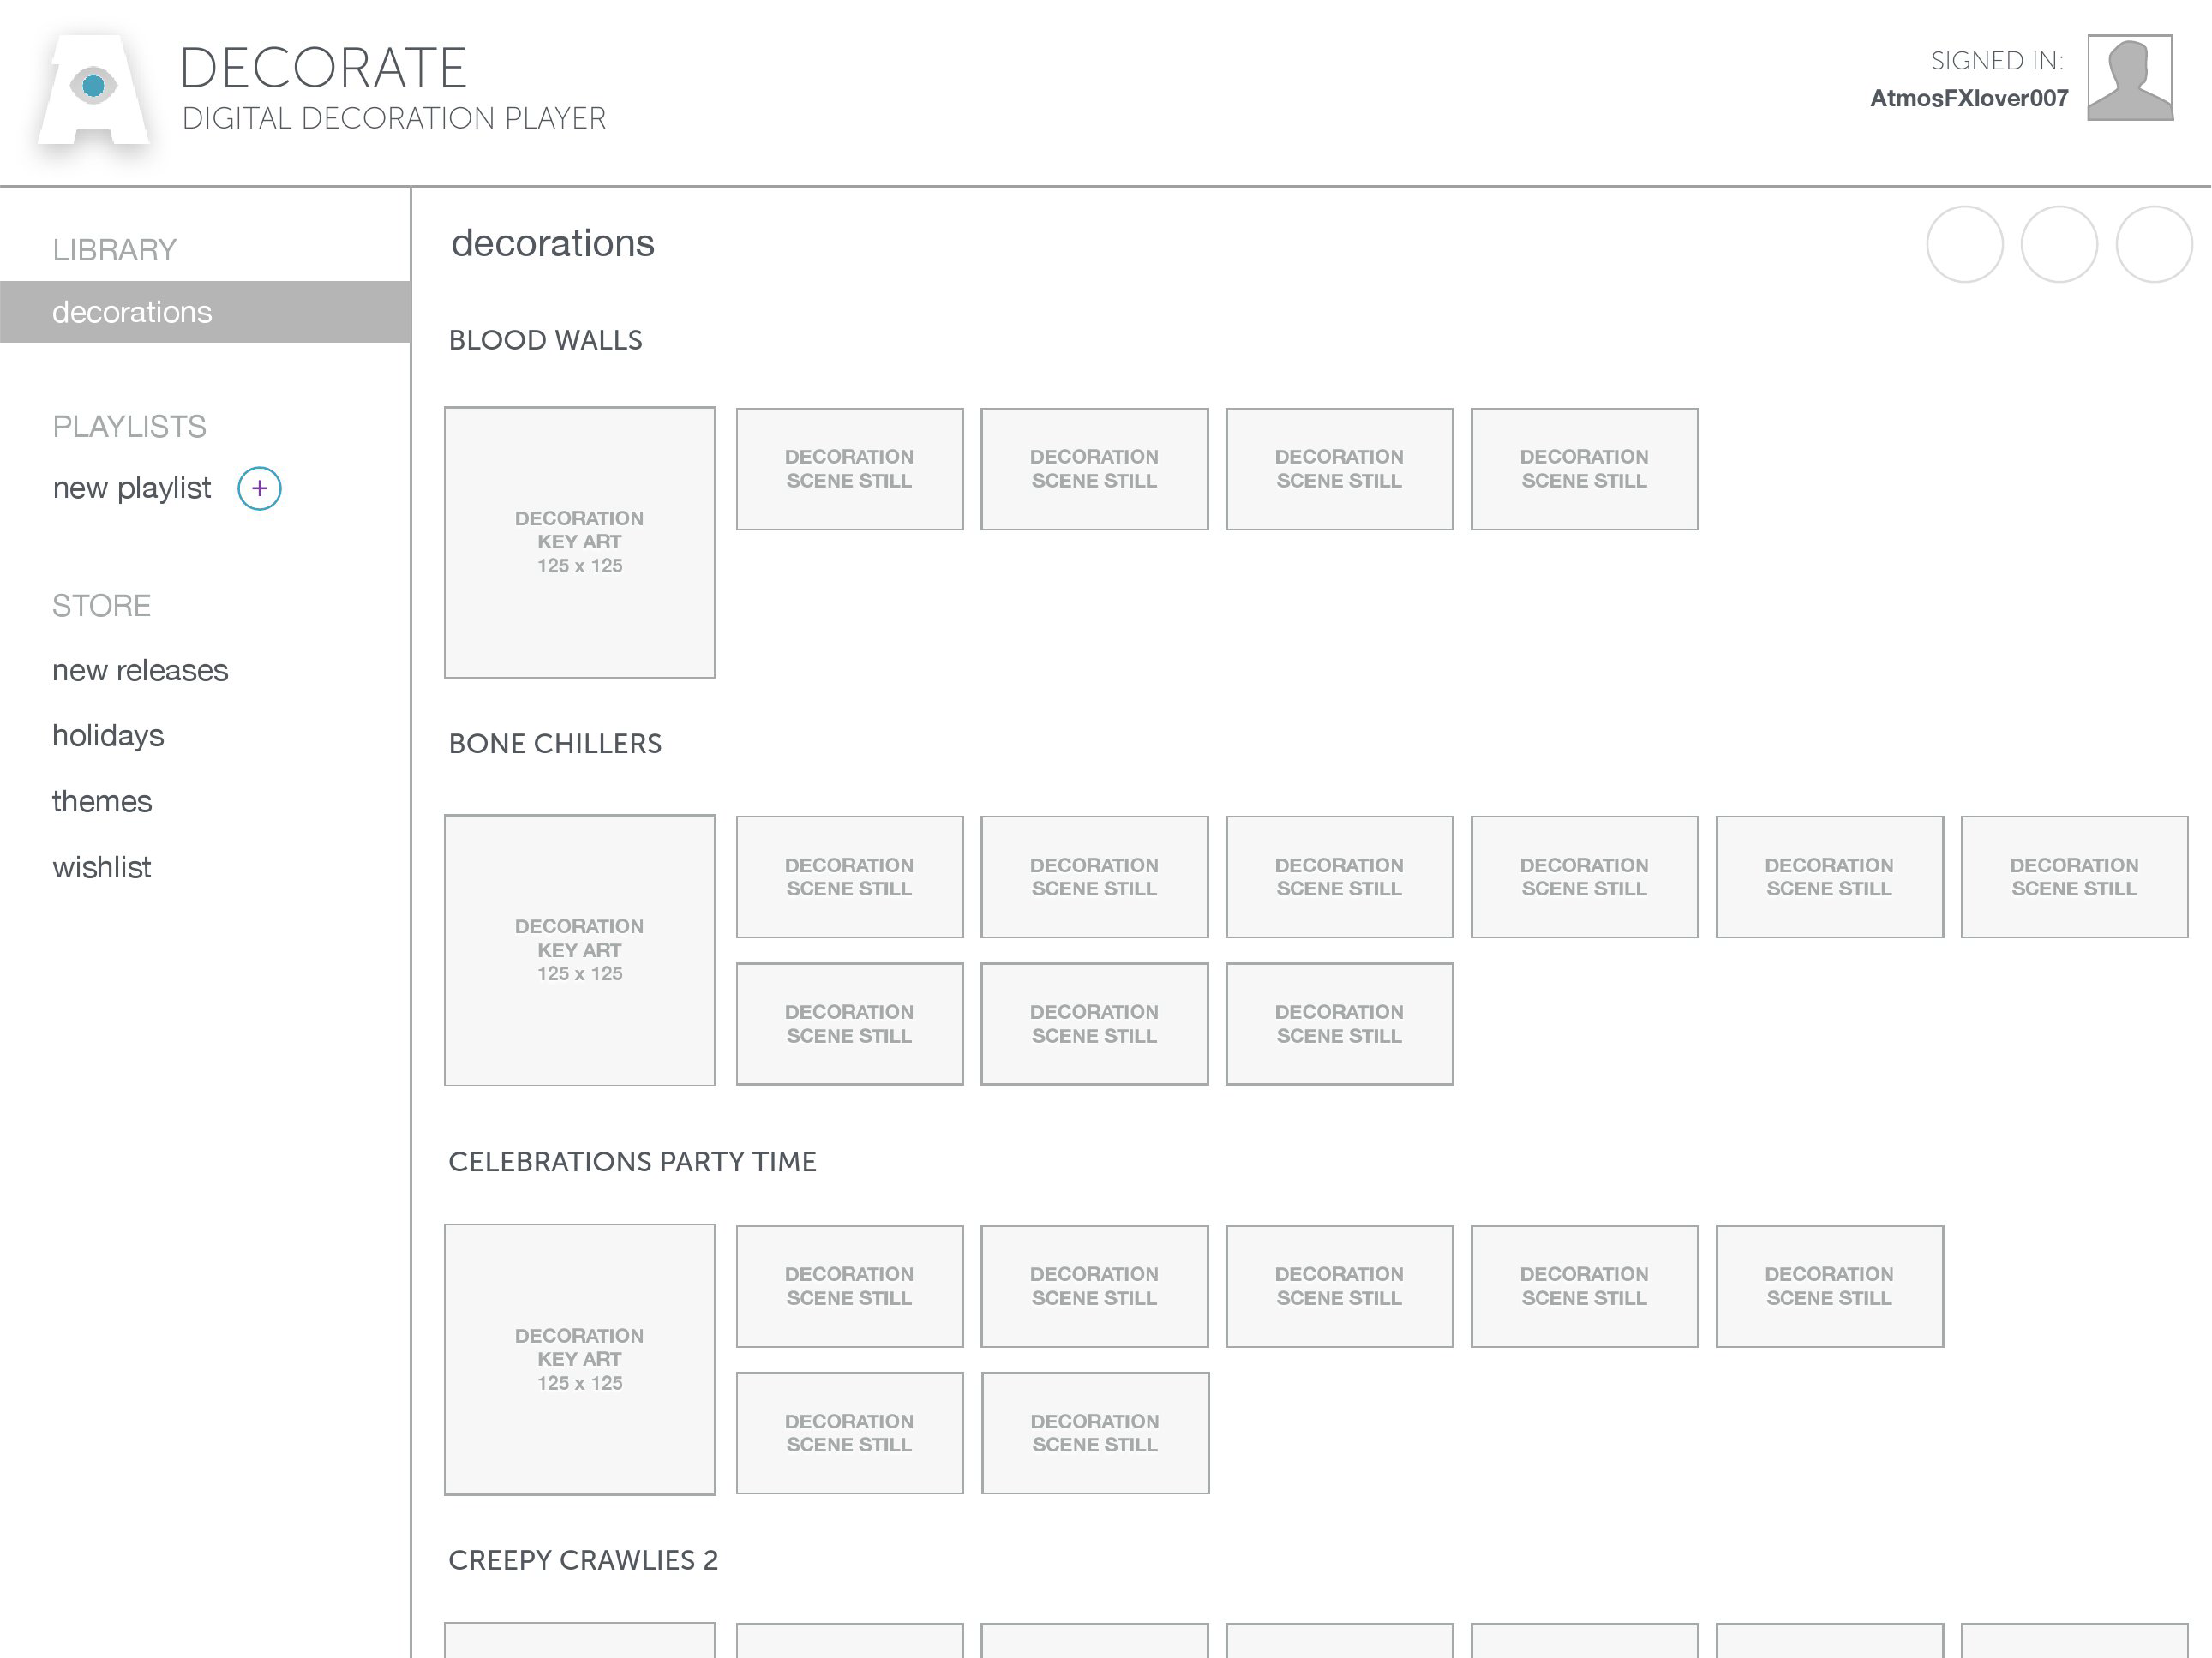 DECORATE
DIGITAL DECORATION PLAYER
SIGNED IN:
AtmosFXlover007
LIBRARY
decorations
PLAYLISTS
new playlist +
STORE
new releases
holidays
themes
wishlist
decorations
BLOOD WALLS
DECORATION
KEY ART
125 x 125
DECORATION
SCENE STILL
DECORATION
SCENE STILL
DECORATION
SCENE STILL
DECORATION
SCENE STILL
BONE CHILLERS
DECORATION
KEY ART
125 x 125
DECORATION
SCENE STILL
DECORATION
SCENE STILL
DECORATION
SCENE STILL
DECORATION
SCENE STILL
DECORATION
SCENE STILL
DECORATION
SCENE STILL
DECORATION
SCENE STILL
DECORATION
SCENE STILL
DECORATION
SCENE STILL
CELEBRATIONS PARTY TIME
DECORATION
KEY ART
125 x 125
DECORATION
SCENE STILL
DECORATION
SCENE STILL
DECORATION
SCENE STILL
DECORATION
SCENE STILL
DECORATION
SCENE STILL
DECORATION
SCENE STILL
DECORATION
SCENE STILL
CREEPY CRAWLIES 2